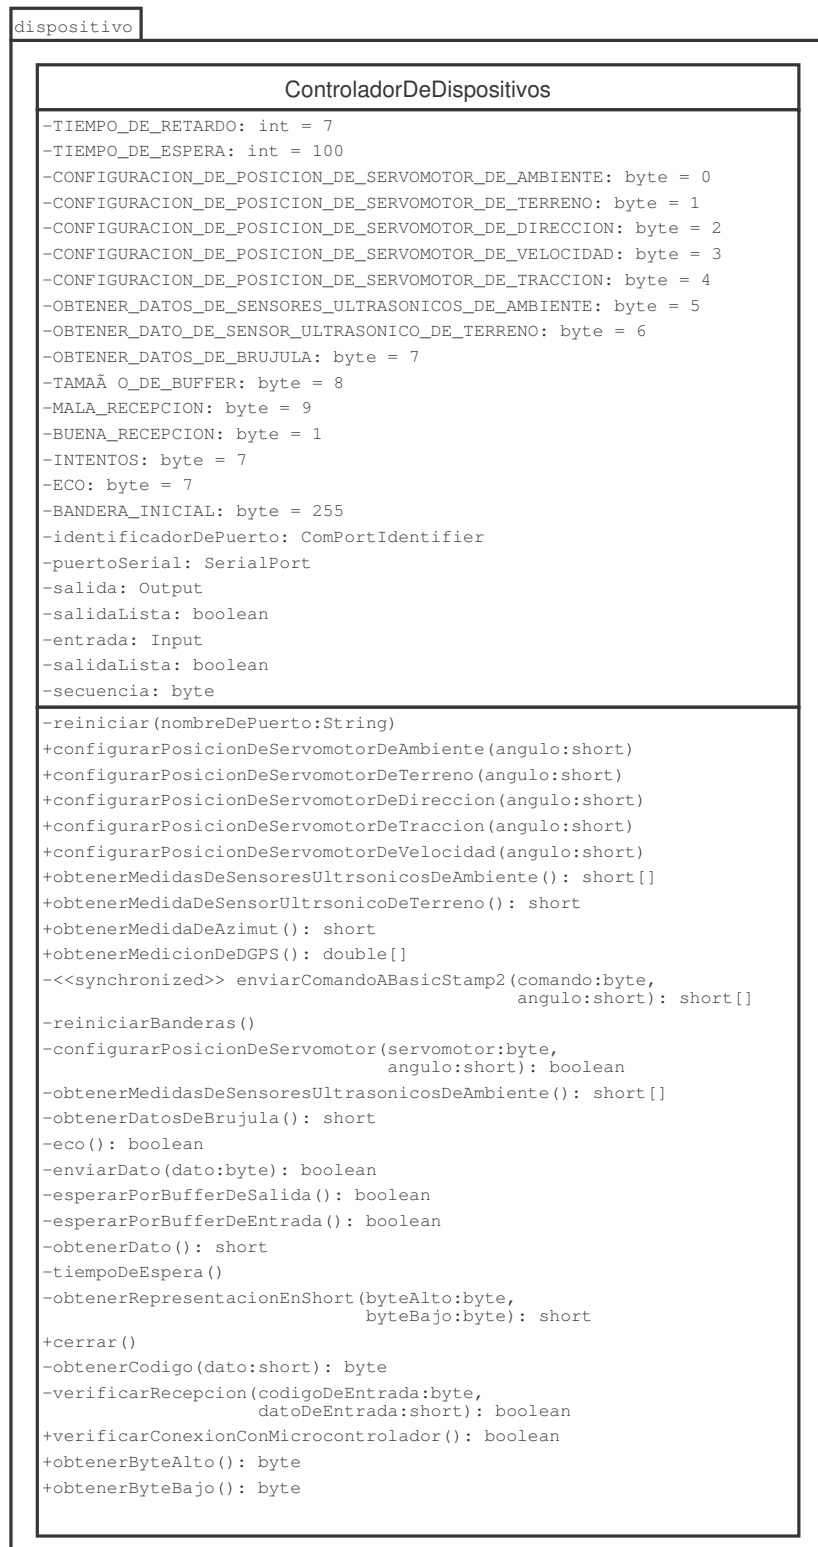 dispositivo
ControladorDeDispositivos
-TIEMPO_DE_RETARDO: int = 7
-TIEMPO_DE_ESPERA: int = 100
-CONFIGURACION_DE_POSICION_DE_SERVOMOTOR_DE_AMBIENTE: byte = 0
-CONFIGURACION_DE_POSICION_DE_SERVOMOTOR_DE_TERRENO: byte = 1
-CONFIGURACION_DE_POSICION_DE_SERVOMOTOR_DE_DIRECCION: byte = 2
-CONFIGURACION_DE_POSICION_DE_SERVOMOTOR_DE_VELOCIDAD: byte = 3
-CONFIGURACION_DE_POSICION_DE_SERVOMOTOR_DE_TRACCION: byte = 4
-OBTENER_DATOS_DE_SENSORES_ULTRASONICOS_DE_AMBIENTE: byte = 5
-OBTENER_DATO_DE_SENSOR_ULTRASONICO_DE_TERRENO: byte = 6
-OBTENER_DATOS_DE_BRUJULA: byte = 7
-TAMAÃ O_DE_BUFFER: byte = 8
-MALA_RECEPCION: byte = 9
-BUENA_RECEPCION: byte = 1
-INTENTOS: byte = 7
-ECO: byte = 7
-BANDERA_INICIAL: byte = 255
-identificadorDePuerto: ComPortIdentifier
-puertoSerial: SerialPort
-salida: Output
-salidaLista: boolean
-entrada: Input
-salidaLista: boolean
-secuencia: byte
-reiniciar(nombreDePuerto:String)
+configurarPosicionDeServomotorDeAmbiente(angulo:short)
+configurarPosicionDeServomotorDeTerreno(angulo:short)
+configurarPosicionDeServomotorDeDireccion(angulo:short)
+configurarPosicionDeServomotorDeTraccion(angulo:short)
+configurarPosicionDeServomotorDeVelocidad(angulo:short)
+obtenerMedidasDeSensoresUltrsonicosDeAmbiente(): short[]
+obtenerMedidaDeSensorUltrsonicoDeTerreno(): short
+obtenerMedidaDeAzimut(): short
+obtenerMedicionDeDGPS(): double[]
-<<synchronized>> enviarComandoABasicStamp2(comando:byte,
angulo:short): short[]
-reiniciarBanderas()
-configurarPosicionDeServomotor(servomotor:byte,
angulo:short): boolean
-obtenerMedidasDeSensoresUltrasonicosDeAmbiente(): short[]
-obtenerDatosDeBrujula(): short
-eco(): boolean
-enviarDato(dato:byte): boolean
-esperarPorBufferDeSalida(): boolean
-esperarPorBufferDeEntrada(): boolean
-obtenerDato(): short
-tiempoDeEspera()
-obtenerRepresentacionEnShort(byteAlto:byte,
byteBajo:byte): short
+cerrar()
-obtenerCodigo(dato:short): byte
-verificarRecepcion(codigoDeEntrada:byte,
datoDeEntrada:short): boolean
+verificarConexionConMicrocontrolador(): boolean
+obtenerByteAlto(): byte
+obtenerByteBajo(): byte